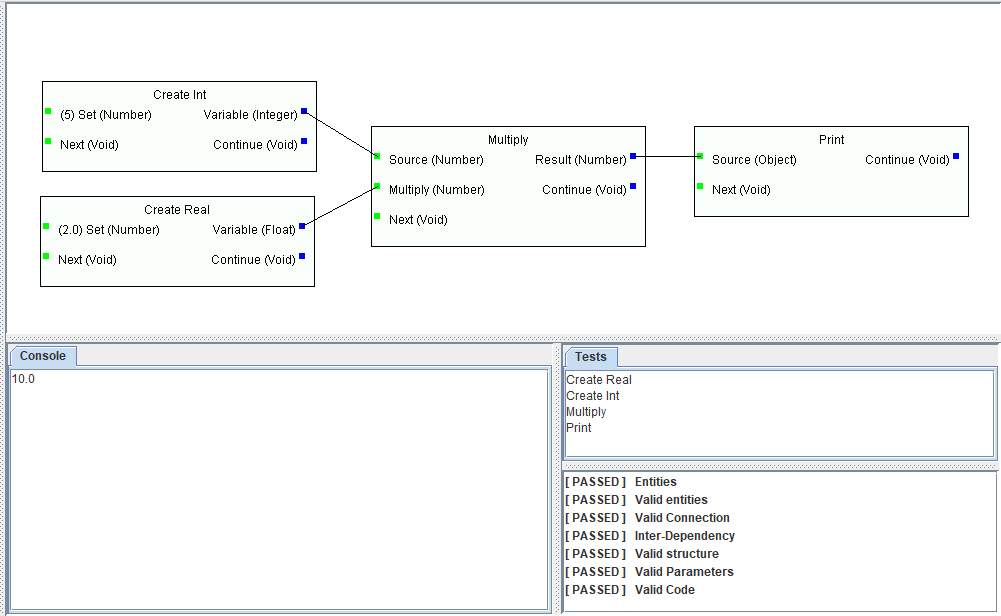 Create Int
(5) Set (Number) Variable (Integer)
Next (Void) Continue (Void)
Create Real
(2.0) Set (Number) Variable (Float)
Next (Void) Continue (Void)
Multiply
Source (Number) Result (Number)
Multiply (Number) Continue (Void)
Next (Void)
Print
Source (Object) Continue (Void)
Next (Void)
Console
10.0
Tests
Create Real
Create Int
Multiply
Print
[ PASSED ] Entities
[ PASSED ] Valid entities
[ PASSED ] Valid Connection
[ PASSED ] Inter-Dependency
[ PASSED ] Valid structure
[ PASSED ] Valid Parameters
[ PASSED ] Valid Code